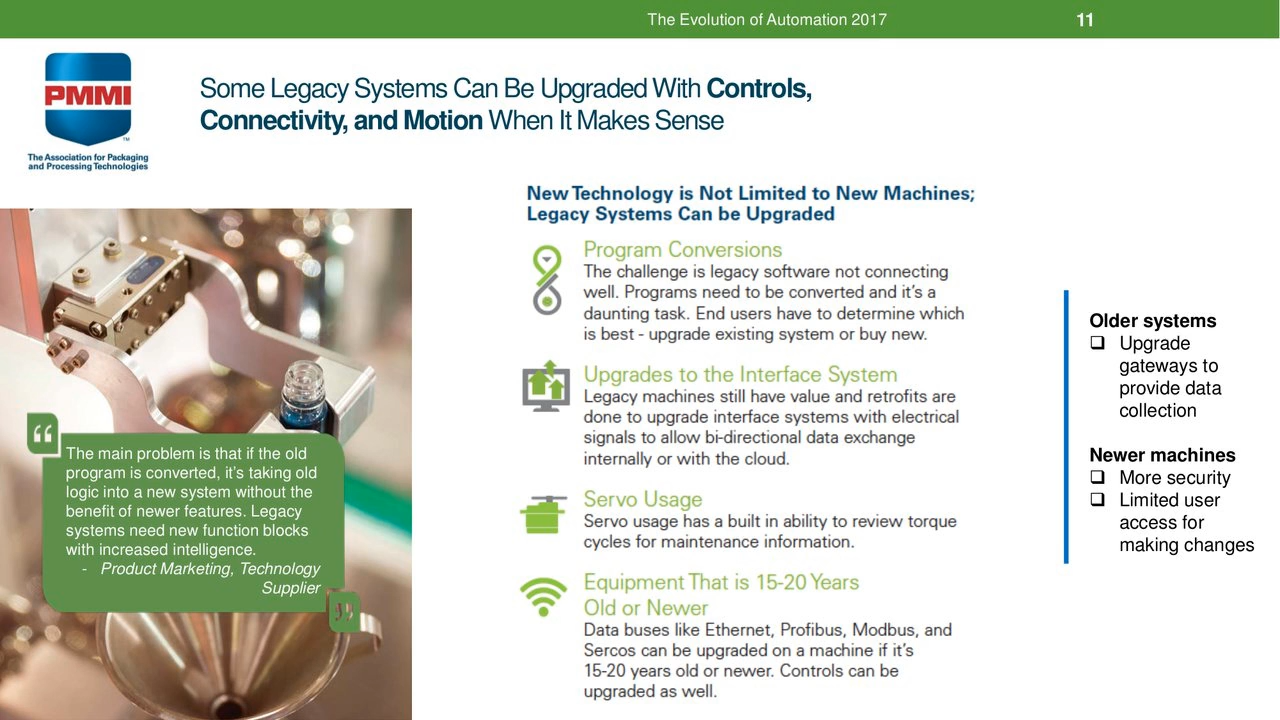 The Evolution of Automation 2017
11
PMMI
TM
The Association for Packaging
and Processing Technologies
Some Legacy Systems Can Be Upgraded With Controls,
Connectivity, and Motion When It Makes Sense
New Technology is Not Limited to New Machines;
Legacy Systems Can be Upgraded
Program Conversions
The challenge is legacy software not connecting
well. Programs need to be converted and it's a
daunting task. End users have to determine which
is best - upgrade existing system or buy new.
Upgrades to the Interface System
Legacy machines still have value and retrofits are
done to upgrade interface systems with electrical
signals to allow bi-directional data exchange
internally or with the cloud.
Servo Usage
Servo usage has a built in ability to review torque
cycles for maintenance information.
Equipment That is 15-20 Years
Old or Newer
Data buses like Ethernet, Profibus, Modbus, and
Sercos can be upgraded on a machine if it's
15-20 years old or newer. Controls can be
upgraded as well.
“
The main problem is that if the old
program is converted, it's taking old
logic into a new system without the
benefit of newer features. Legacy
systems need new function blocks
with increased intelligence.
- Product Marketing, Technology
Supplier
”
Older systems
❑ Upgrade
gateways to
provide data
collection
Newer machines
❑ More security
❑ Limited user
access for
making changes